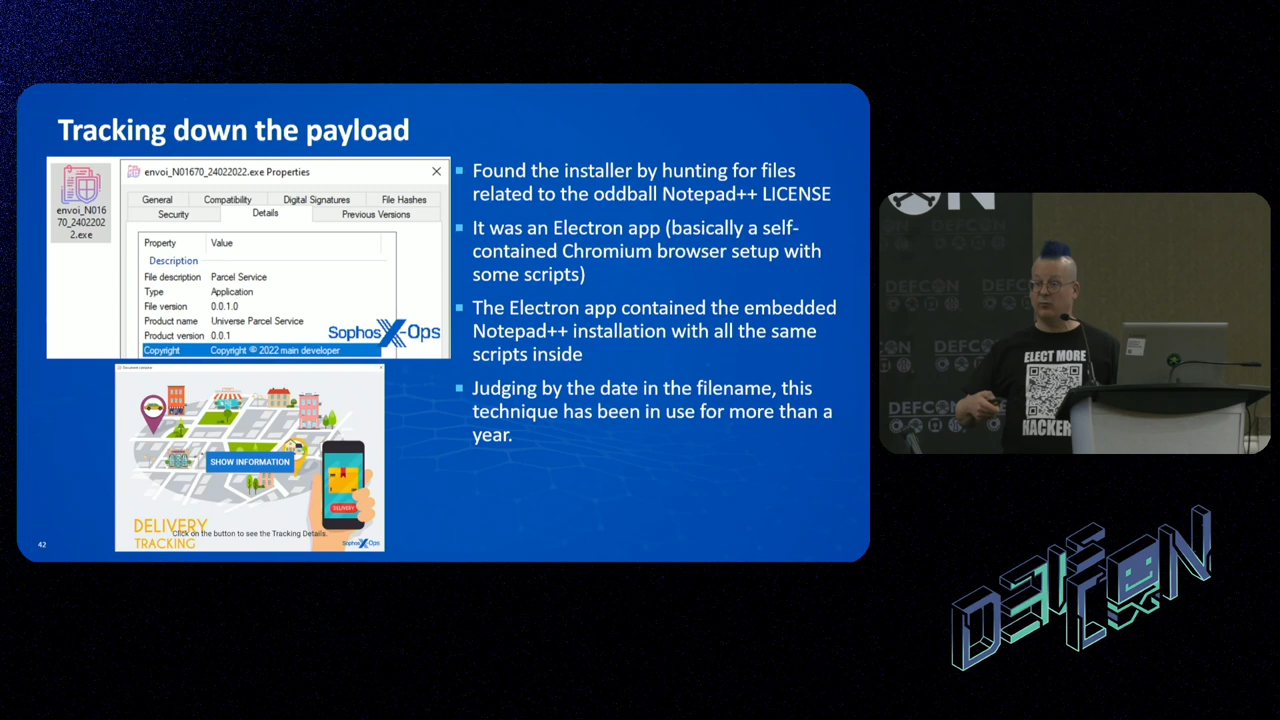 Tracking down the payload
envoi_N016
70_2402202
2.exe
envoi_N01670_24022022.exe Properties
General
Compatibility
Digital Signatures
File Hashes
Security
Details
Previous Versions
Property
Value
Description
File description
Parcel Service
Type
Application
File version
0.0.1.0
Product name
Universe Parcel Service
Product version
0.0.1
Copyright
Copyright © 2022 main developer
Sophos X-Ops
SHOW INFORMATION
DELIVERY
DELIVERY
TRACKING
Click on the button to see the Tracking Details.
Sophos X-Ops
42
Found the installer by hunting for files
related to the oddball Notepad++ LICENSE
It was an Electron app (basically a self-
contained Chromium browser setup with
some scripts)
The Electron app contained the embedded
Notepad++ installation with all the same
scripts inside
Judging by the date in the filename, this
technique has been in use for more than a
year.
DEFCON
DEFCON
DEFCON
ELECT MORE
HACKERS
DEFCON